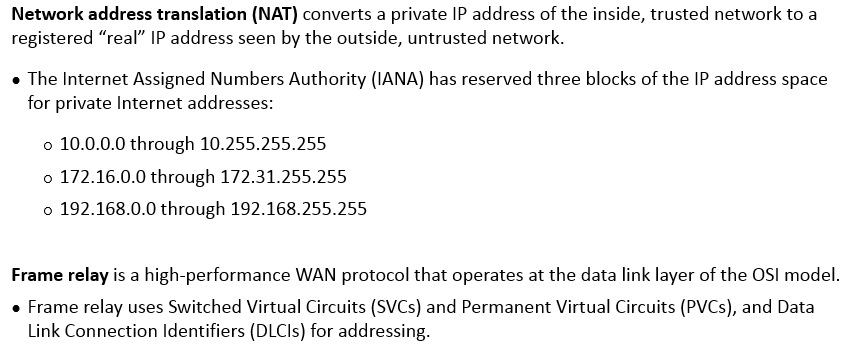 Network address translation (NAT) converts a private IP address of the inside, trusted network to a
registered “real” IP address seen by the outside, untrusted network.
• The Internet Assigned Numbers Authority (IANA) has reserved three blocks of the IP address space
for private Internet addresses:
o 10.0.0.0 through 10.255.255.255
o 172.16.0.0 through 172.31.255.255
o 192.168.0.0 through 192.168.255.255
Frame relay is a high-performance WAN protocol that operates at the data link layer of the OSI model.
• Frame relay uses Switched Virtual Circuits (SVCs) and Permanent Virtual Circuits (PVCs), and Data
Link Connection Identifiers (DLCIs) for addressing.